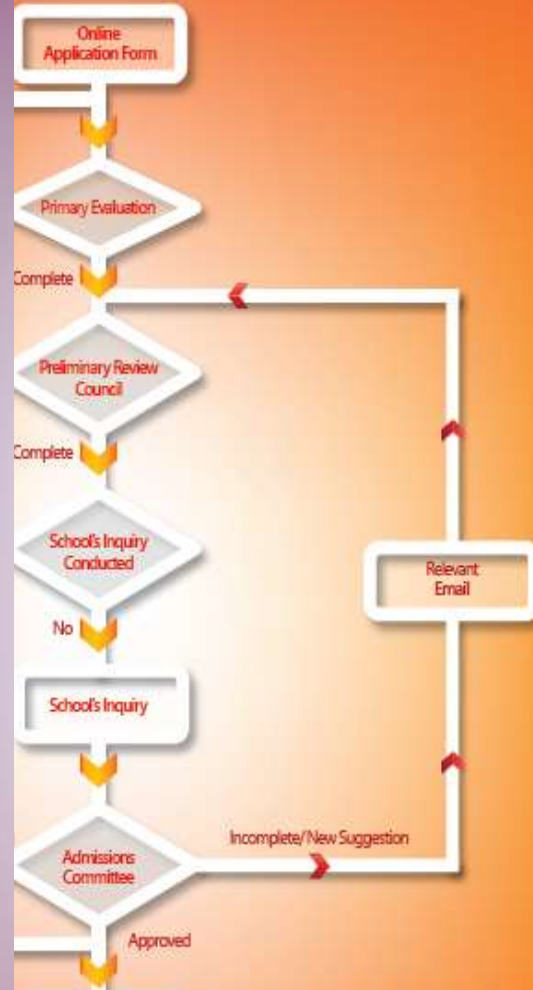 Online
Application Form
Primary Evaluation
Complete
Preliminary Review
Council
Complete
School's Inquiry
Conducted
Relevant
Email
No
School's Inquiry
Incomplete/New Suggestion
Admissions
Committee
Approved